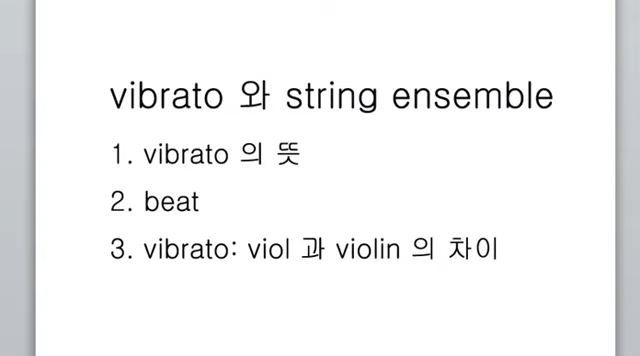 vibrato 와 string ensemble
1. vibrato 의 뜻
2. beat
3. vibrato: viol 과 violin 의 차이